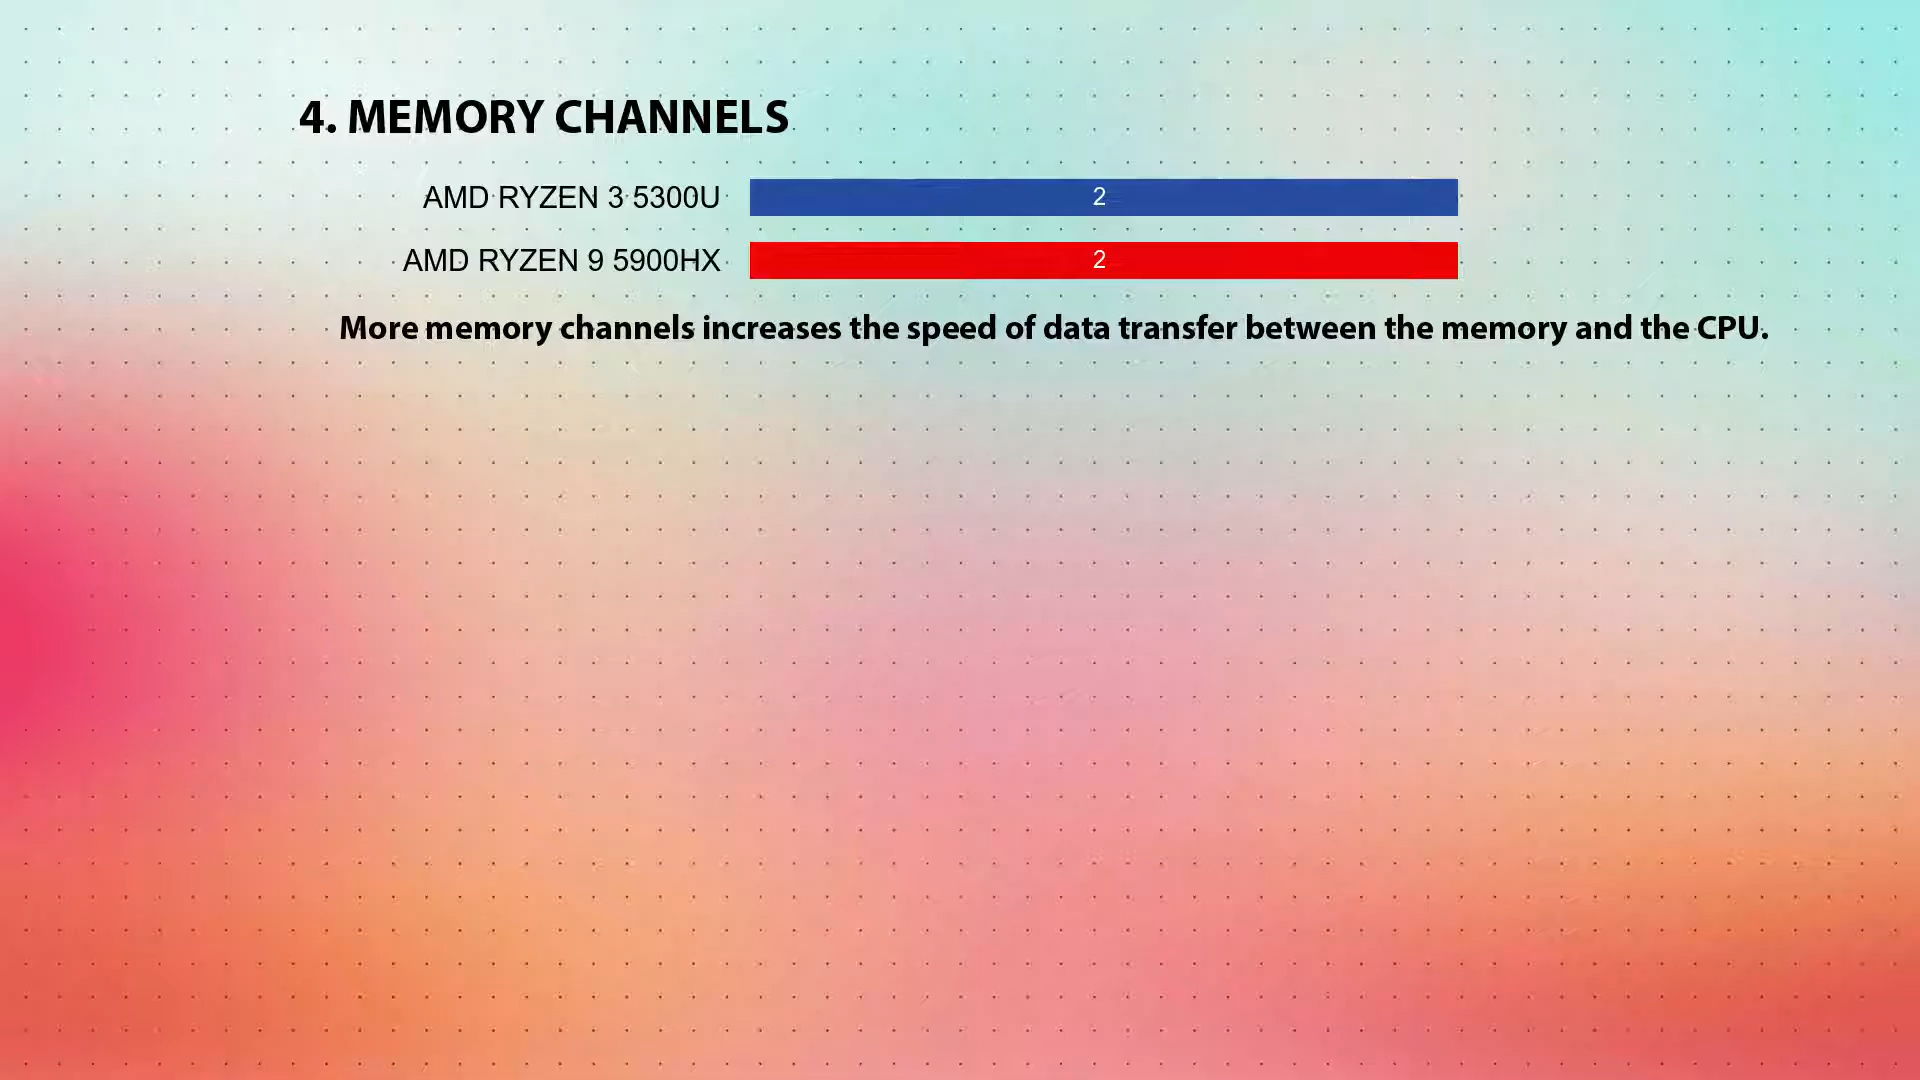 4. MEMORY CHANNELS
AMD RYZEN 3 5300U 2
AMD RYZEN 9 5900HX 2
More memory channels increases the speed of data transfer between the memory and the CPU.